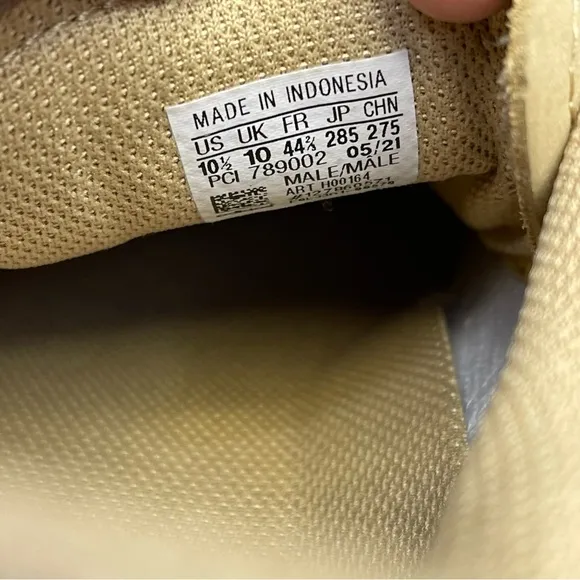 MADE IN INDONESIA
US UK FR JP CHN
10½ 10 44⅔ 285 275
PCI 789002 05/21
MALE/MÂLE
ART H00164